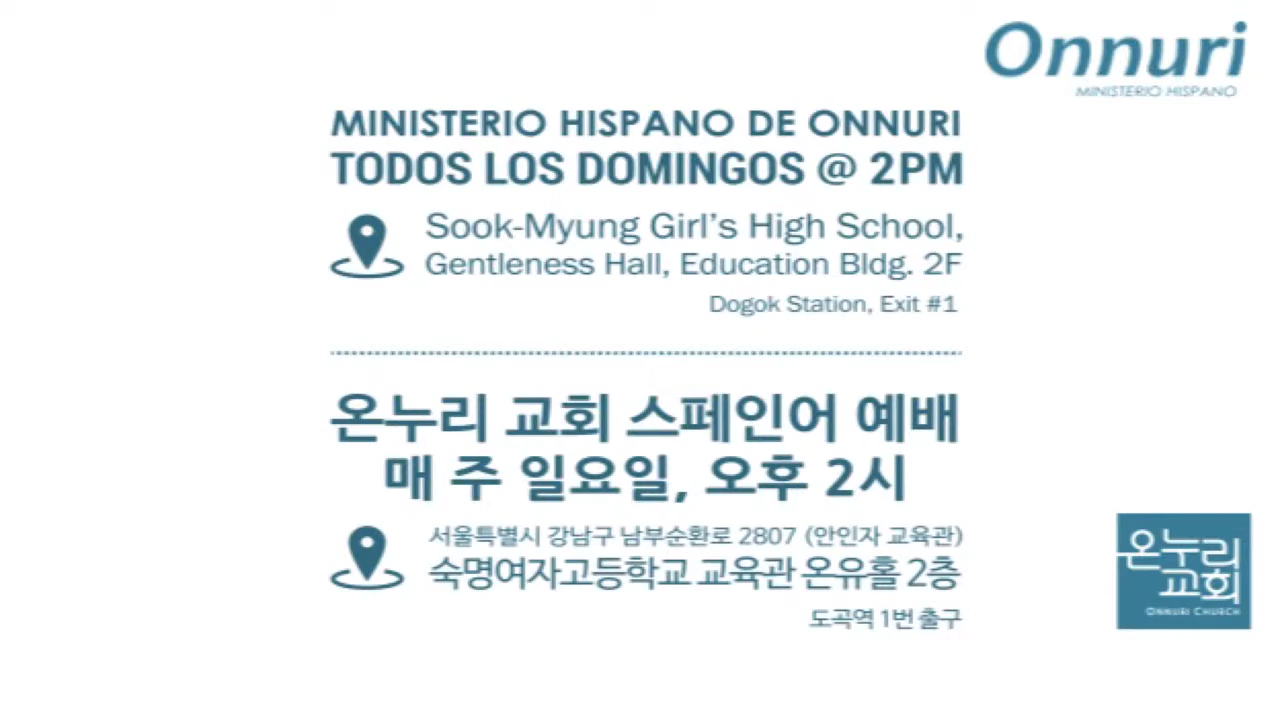 Onnuri
MINISTERIO HISPANO
MINISTERIO HISPANO DE ONNURI
TODOS LOS DOMINGOS @ 2PM
Sook-Myung Girl's High School,
Gentleness Hall, Education Bldg. 2F
Dogok Station, Exit #1
온누리 교회 스페인어 예배
매 주 일요일, 오후 2시
서울특별시 강남구 남부순환로 2807 (안인자 교육관)
숙명여자고등학교 교육관 온유홀 2층
도곡역 1번 출구
온누리
교회
ONNURI CHURCH